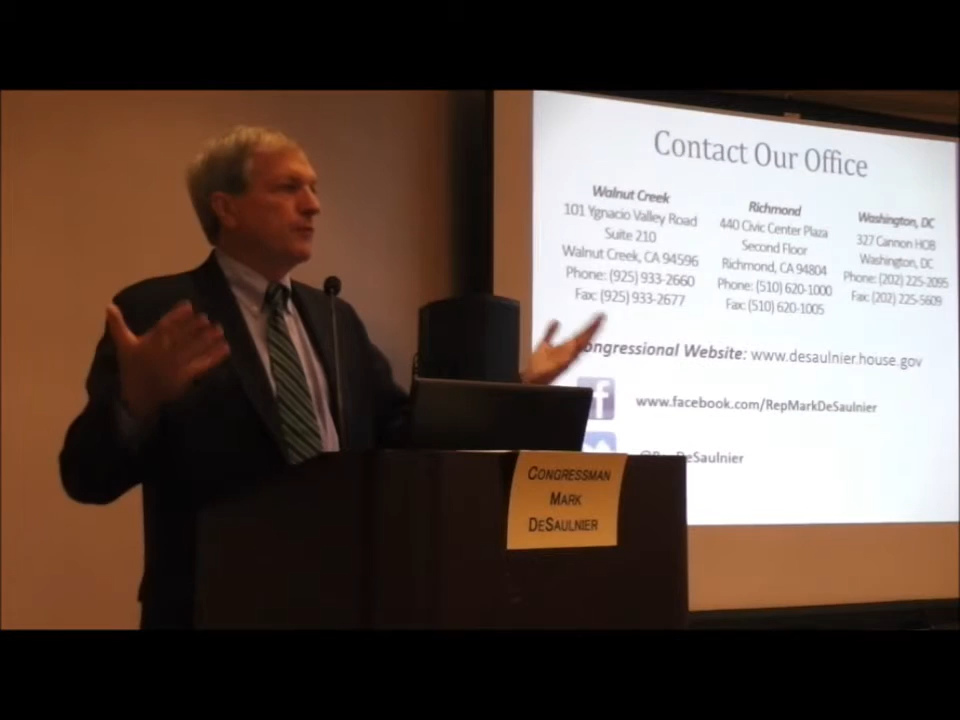 Contact Our Office
Walnut Creek
101 Ygnacio Valley Road
Suite 210
Walnut Creek, CA 94596
Phone: (925) 933-2660
Fax: (925) 933-2677
Richmond
440 Civic Center Plaza
Second Floor
Richmond, CA 94804
Phone: (510) 620-1000
Fax: (510) 620-1005
Washington, DC
327 Cannon HOB
Washington, DC
Phone: (202) 225-2095
Fax: (202) 225-5609
ongressional Website: www.desaulnier.house.gov
f
www.facebook.com/RepMarkDeSaulnier
DeSaulnier
CONGRESSMAN
MARK
DESAULNIER